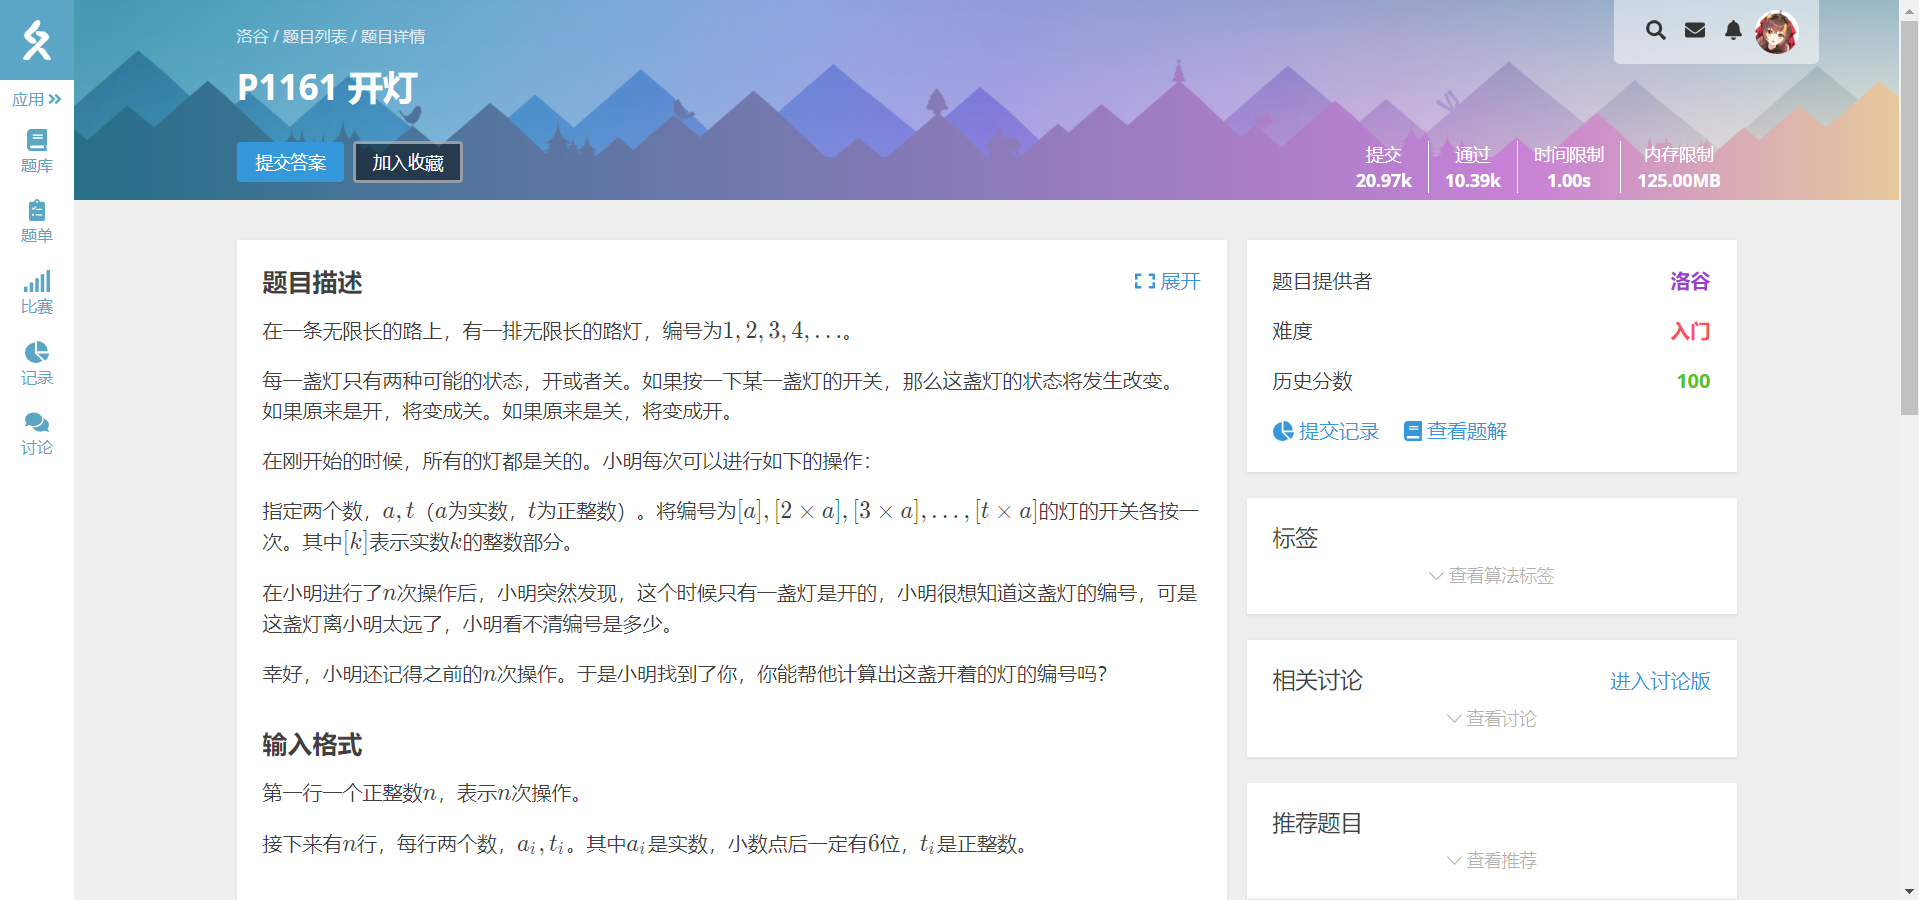 洛谷 / 题目列表 / 题目详情
P1161 开灯
提交答案
加入收藏
提交
20.97k
通过
10.39k
时间限制
1.00s
内存限制
125.00MB
应用
题库
题单
比赛
记录
讨论
题目描述
展开
在一条无限长的路上，有一排无限长的路灯，编号为1, 2, 3, 4, . . .。
每一盏灯只有两种可能的状态，开或者关。如果按一下某一盏灯的开关，那么这盏灯的状态将发生改变。
如果原来是开，将变成关。如果原来是关，将变成开。
在刚开始的时候，所有的灯都是关的。小明每次可以进行如下的操作：
指定两个数，a, t（a为实数，t为正整数）。将编号为[a], [2 × a], [3 × a], . . . , [t × a]的灯的开关各按一
次。其中[k]表示实数k的整数部分。
在小明进行了n次操作后，小明突然发现，这个时候只有一盏灯是开的，小明很想知道这盏灯的编号，可是
这盏灯离小明太远了，小明看不清编号是多少。
幸好，小明还记得之前的n次操作。于是小明找到了你，你能帮他计算出这盏开着的灯的编号吗？
输入格式
第一行一个正整数n，表示n次操作。
接下来有n行，每行两个数，aᵢ, tᵢ。其中aᵢ是实数，小数点后一定有6位，tᵢ是正整数。
题目提供者 洛谷
难度 入门
历史分数 100
提交记录 查看题解
标签
查看算法标签
相关讨论 进入讨论版
查看讨论
推荐题目
查看推荐